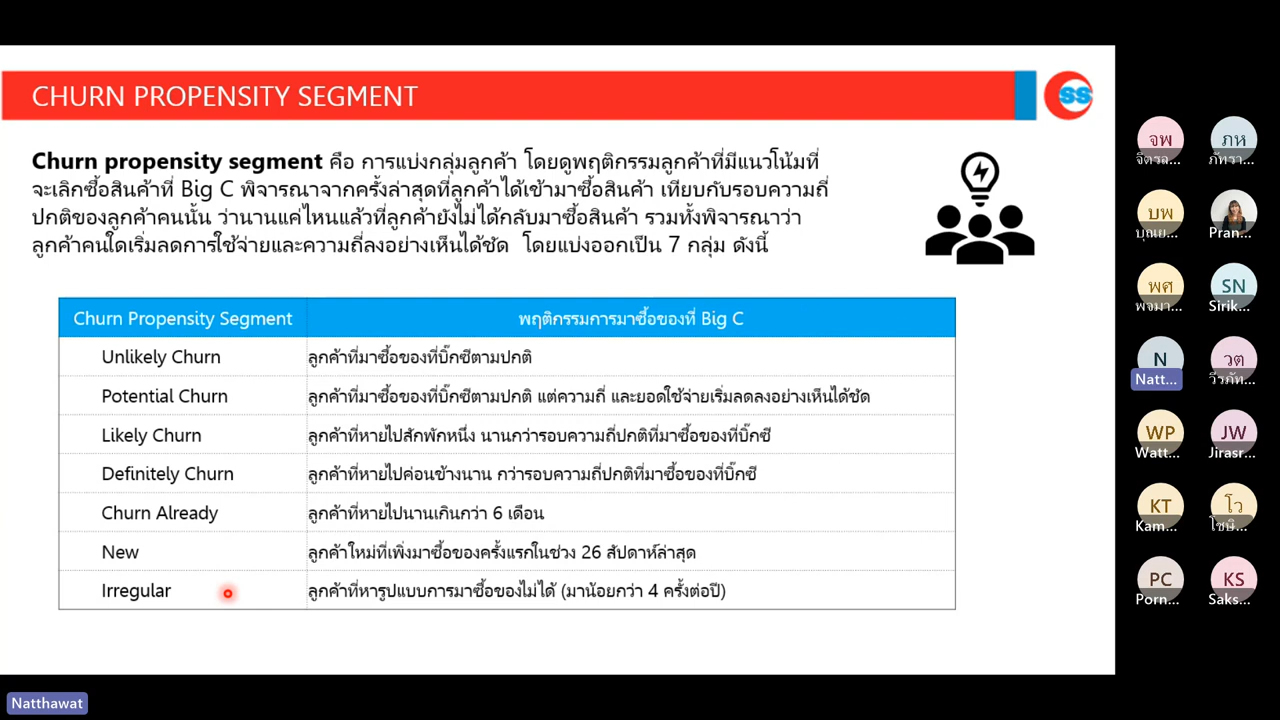 CHURN PROPENSITY SEGMENT
SS
Churn propensity segment คือ การแบ่งกลุ่มลูกค้า โดยดูพฤติกรรมลูกค้าที่มีแนวโน้มที่
จะเลิกซื้อสินค้าที่ Big C พิจารณาจากครั้งล่าสุดที่ลูกค้าได้เข้ามาซื้อสินค้า เทียบกับรอบความถี่
ปกติของลูกค้าคนนั้น ว่านานแค่ไหนแล้วที่ลูกค้ายังไม่ได้กลับมาซื้อสินค้า รวมทั้งพิจารณาว่า
ลูกค้าคนใดเริ่มลดการใช้จ่ายและความถี่ลงอย่างเห็นได้ชัด โดยแบ่งออกเป็น 7 กลุ่ม ดังนี้
Churn Propensity Segment พฤติกรรมการมาซื้อของที่ Big C
Unlikely Churn ลูกค้าที่มาซื้อของที่บิ๊กซีตามปกติ
Potential Churn ลูกค้าที่มาซื้อของที่บิ๊กซีตามปกติ แต่ความถี่ และยอดใช้จ่ายเริ่มลดลงอย่างเห็นได้ชัด
Likely Churn ลูกค้าที่หายไปสักพักหนึ่ง นานกว่ารอบความถี่ปกติที่มาซื้อของที่บิ๊กซี
Definitely Churn ลูกค้าที่หายไปค่อนข้างนาน กว่ารอบความถี่ปกติที่มาซื้อของที่บิ๊กซี
Churn Already ลูกค้าที่หายไปนานเกินกว่า 6 เดือน
New ลูกค้าใหม่ที่เพิ่งมาซื้อของครั้งแรกในช่วง 26 สัปดาห์ล่าสุด
Irregular ลูกค้าที่หารูปแบบการมาซื้อของไม่ได้ (มาน้อยกว่า 4 ครั้งต่อปี)
จพ ภห
จิตรล... ภัทรา...
บพ
บุณย... Pran...
พศ SN
พจมา... Sirik...
N วต
Natt... วีรภัท...
WP JW
Watt... Jirasr...
KT โว
Kam... โชษิ...
PC KS
Porn... Saks...
Natthawat